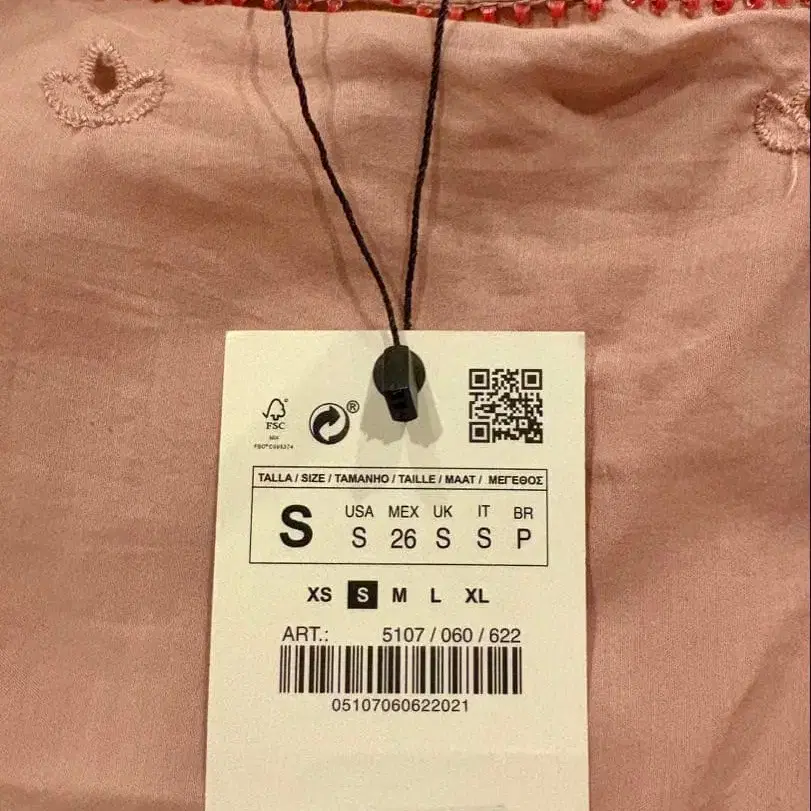 FSC
MIX
®
TALLA / SIZE / TAMANHO / TAILLE / MAAT / ΜΕΓΕΘΟΣ
S
USA MEX UK IT BR
S 26 S S P
XS S M L XL
ART.: 5107 / 060 / 622
05107060622021